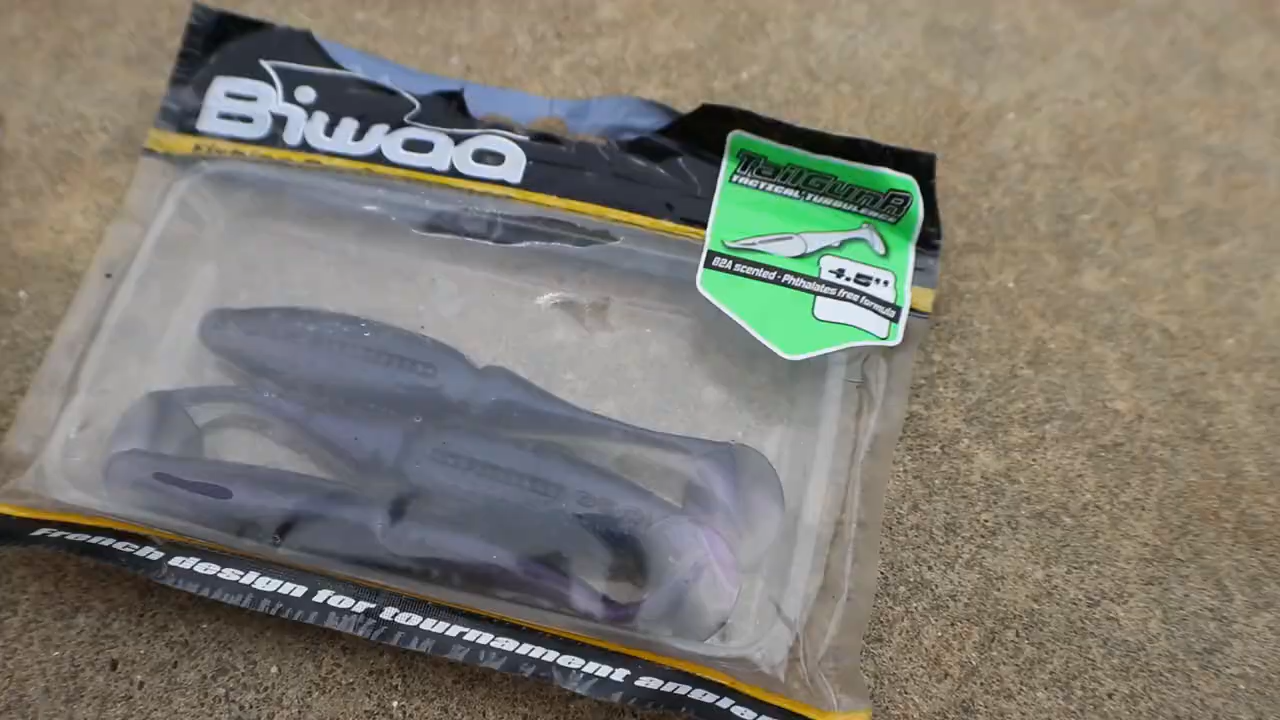 Biwaa
TailGunR
TACTICAL TURBULENCE
4.5"
B2A scented - Phthalates free formula
French design for tournament angler